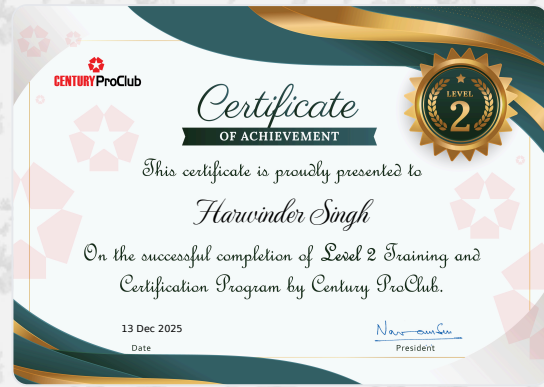 CENTURY ProClub
Certificate
OF ACHIEVEMENT
LEVEL
2
This certificate is proudly presented to
Harwinder Singh
On the successful completion of Level 2 Training and
Certification Program by Century ProClub.
13 Dec 2025
Date
President